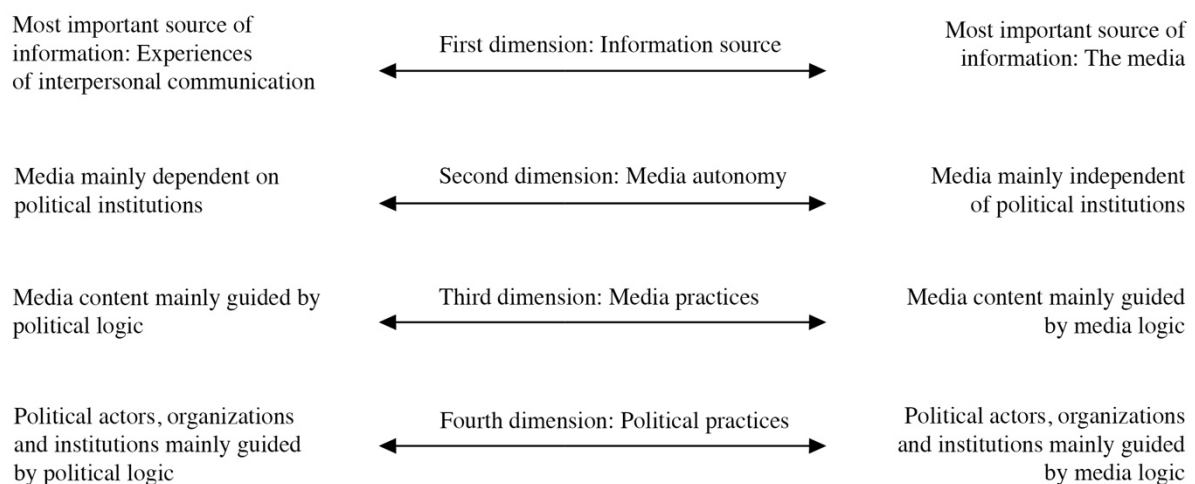 Most important source of
information: Experiences
of interpersonal communication
First dimension: Information source
Most important source of
information: The media
Media mainly dependent on
political institutions
Second dimension: Media autonomy
Media mainly independent
of political institutions
Media content mainly guided by
political logic
Third dimension: Media practices
Media content mainly guided
by media logic
Political actors, organizations
and institutions mainly guided
by political logic
Fourth dimension: Political practices
Political actors, organizations
and institutions mainly guided
by media logic